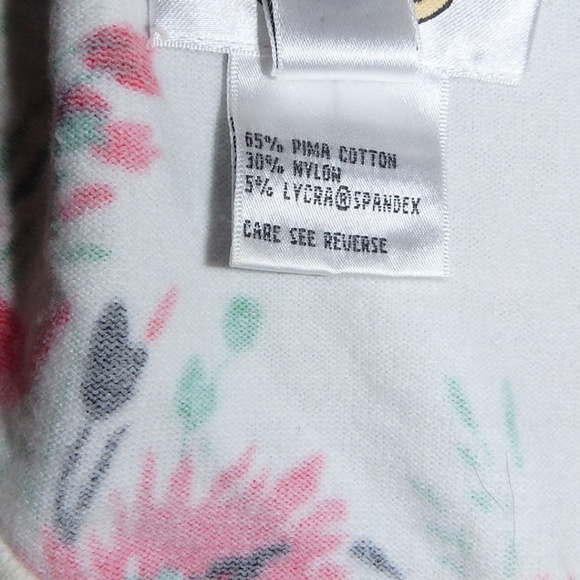 65% PIMA COTTON
30% NYLON
5% LYCRA®SPANDEX
CARE SEE REVERSE